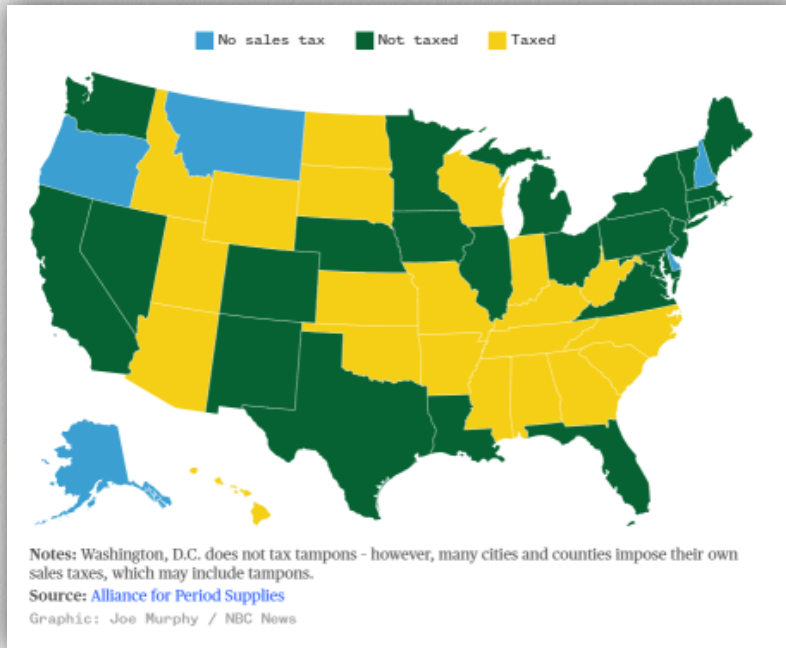 No sales tax Not taxed Taxed
Notes: Washington, D.C. does not tax tampons – however, many cities and counties impose their own
sales taxes, which may include tampons.
Source: Alliance for Period Supplies
Graphic: Joe Murphy / NBC News